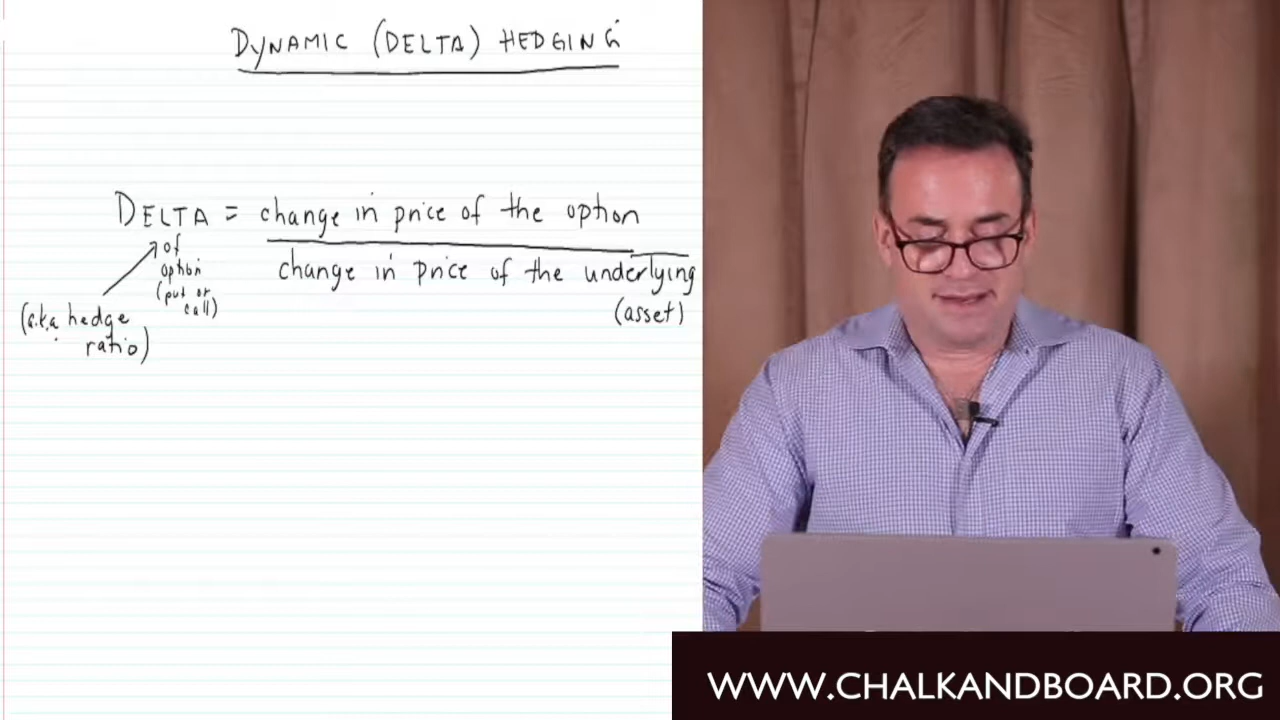 DYNAMIC (DELTA) HEDGING
DELTA = change in price of the option
change in price of the underlying
(asset)
of
option
(put or
call)
(a.k.a hedge
ratio)
WWW.CHALKANDBOARD.ORG